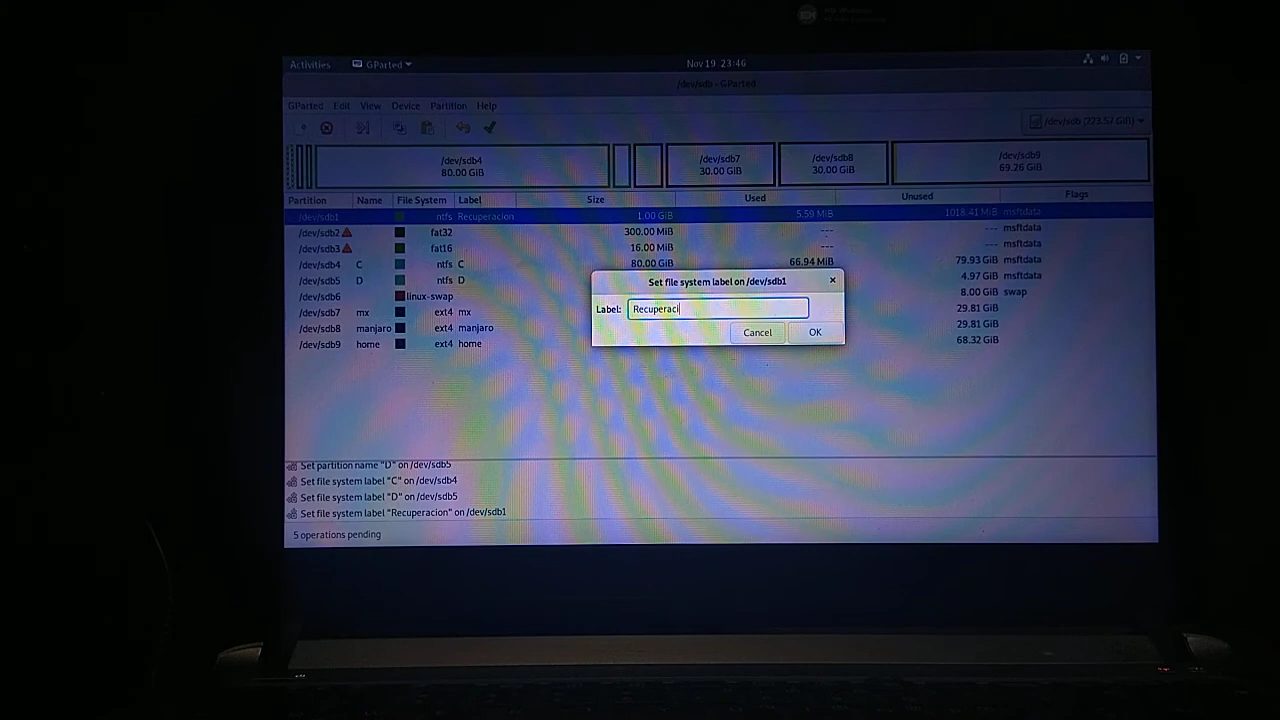 Activities GParted Nov 19 23:46
/dev/sdb - GParted
GParted Edit View Device Partition Help
/dev/sdb (223.57 GiB)
/dev/sdb4 /dev/sdb7 /dev/sdb8 /dev/sdb9
80.00 GiB 30.00 GiB 30.00 GiB 69.26 GiB
Partition Name File System Label Size Used Unused Flags
/dev/sdb1 ntfs Recuperacion 1.00 GiB 5.59 MiB 1018.41 MiB msftdata
/dev/sdb2 fat32 300.00 MiB --- --- msftdata
/dev/sdb3 fat16 16.00 MiB --- --- msftdata
/dev/sdb4 C ntfs C 80.00 GiB 66.94 MiB 79.93 GiB msftdata
/dev/sdb5 D ntfs D 4.97 GiB msftdata
/dev/sdb6 linux-swap 8.00 GiB swap
/dev/sdb7 mx ext4 mx 29.81 GiB
/dev/sdb8 manjaro ext4 manjaro 29.81 GiB
/dev/sdb9 home ext4 home 68.32 GiB
Set file system label on /dev/sdb1
Label: Recuperaci
Cancel OK
Set partition name "D" on /dev/sdb5
Set file system label "C" on /dev/sdb4
Set file system label "D" on /dev/sdb5
Set file system label "Recuperacion" on /dev/sdb1
5 operations pending